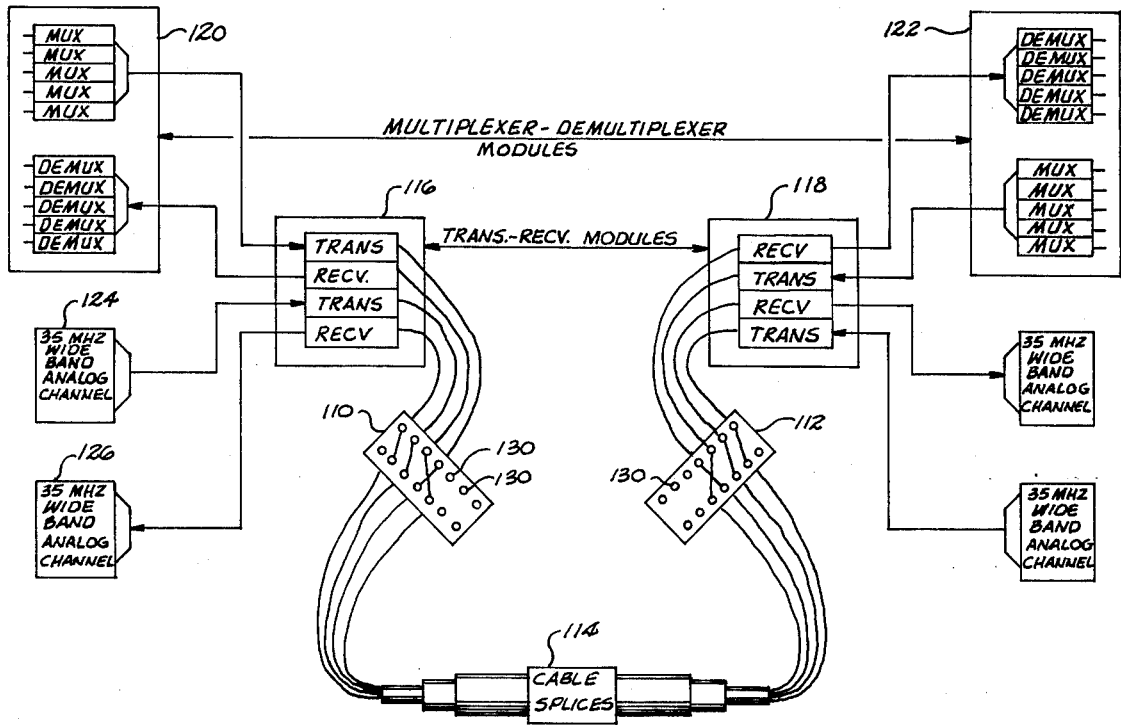 120
MUX
MUX
MUX
MUX
MUX
DEMUX
DEMUX
DEMUX
DEMUX
DEMUX
122
DEMUX
DEMUX
DEMUX
DEMUX
DEMUX
MUX
MUX
MUX
MUX
MUX
MULTIPLEXER - DEMULTIPLEXER
MODULES
116
TRANS
RECV.
TRANS
RECV
TRANS.-RECV. MODULES
118
RECV
TRANS
RECV
TRANS
124
35 MHZ
WIDE
BAND
ANALOG
CHANNEL
126
35 MHZ
WIDE
BAND
ANALOG
CHANNEL
35 MHZ
WIDE
BAND
ANALOG
CHANNEL
35 MHZ
WIDE
BAND
ANALOG
CHANNEL
110
130
130
112
130
114
CABLE
SPLICES